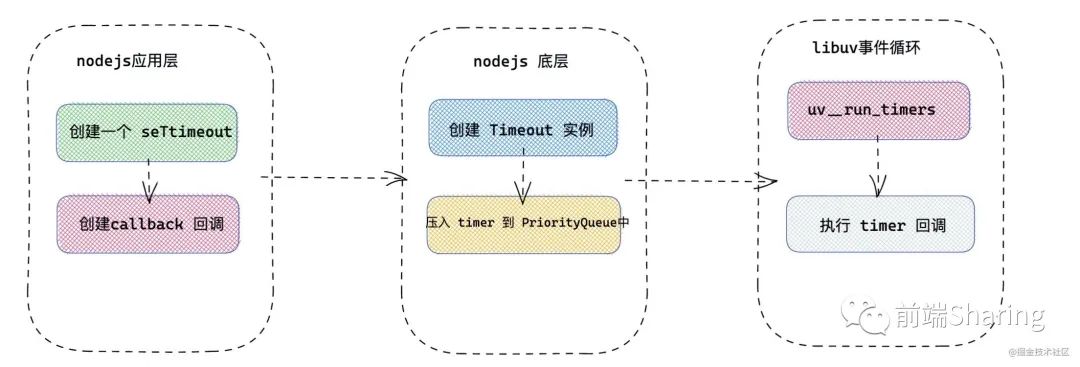 nodejs应用层
创建一个 seTtimeout
创建callback 回调
nodejs 底层
创建 Timeout 实例
压入 timer 到 PriorityQueue中
libuv事件循环
uv__run_timers
执行 timer 回调
前端Sharing
@掘金技术社区